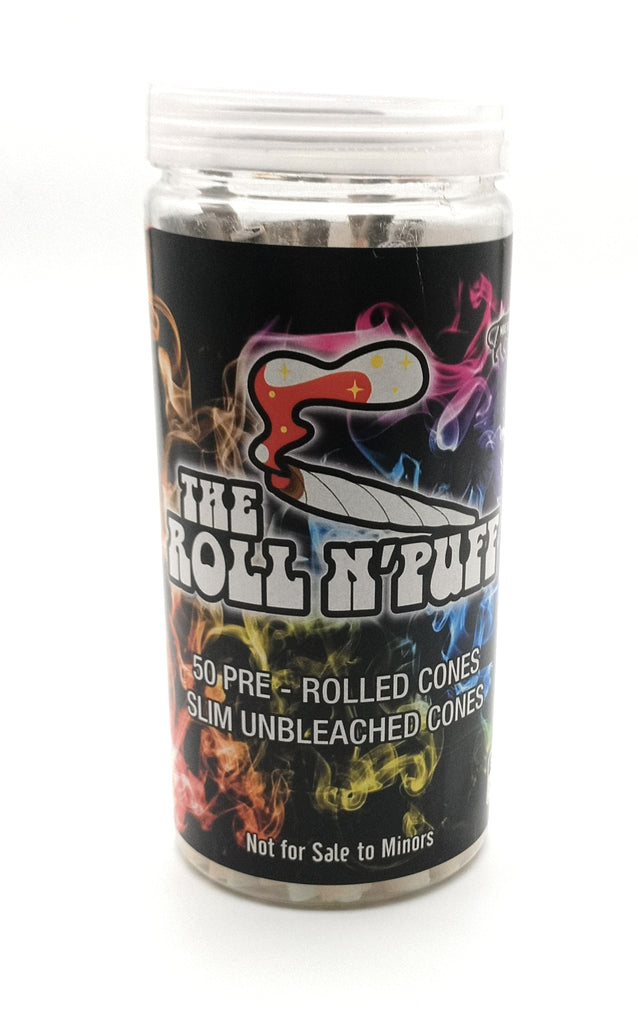 THE
ROLL N'PUFF
50 PRE - ROLLED CONES
SLIM UNBLEACHED CONES
Not for Sale to Minors